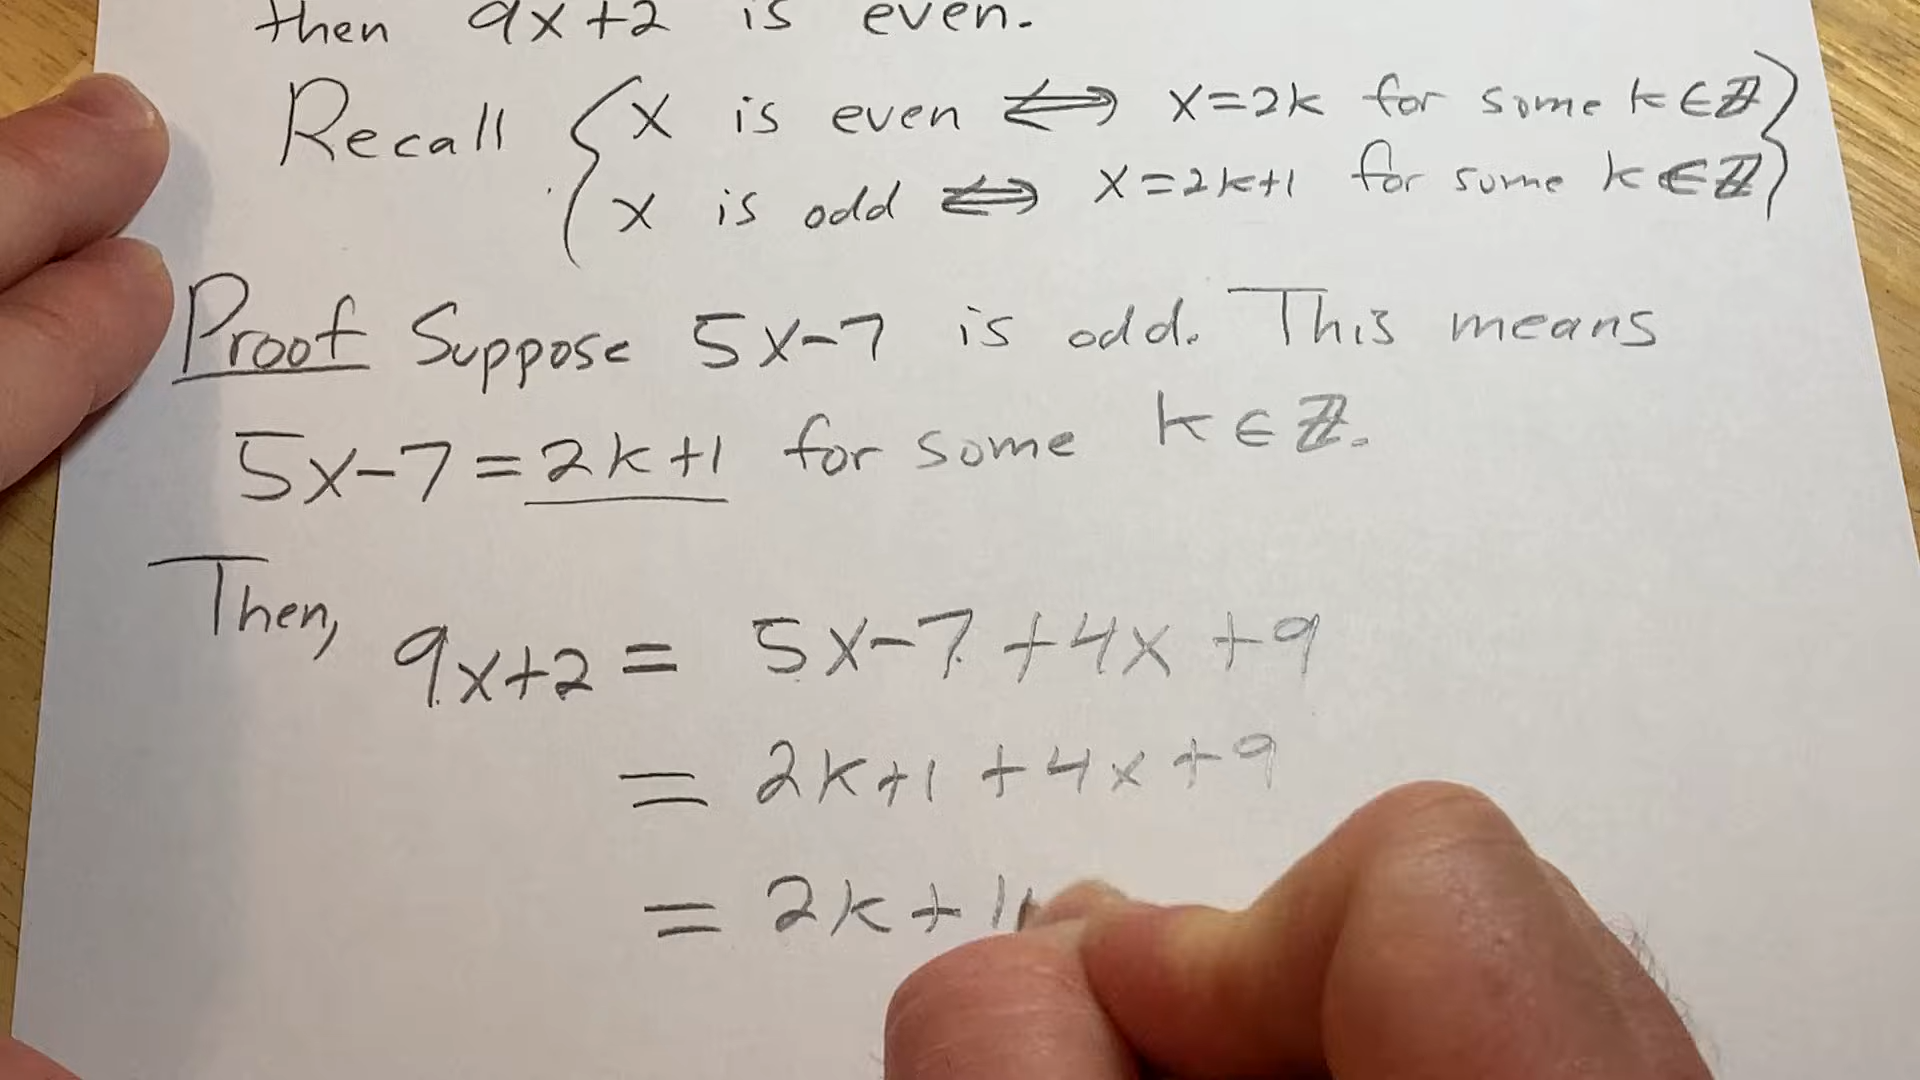 then 9x+2 is even.
Recall { x is even ⟺ x=2k for some k∈ℤ }
x is odd ⟺ x=2k+1 for some k∈ℤ
Proof Suppose 5x-7 is odd. This means
5x-7=2k+1 for some k∈ℤ.
Then,
9x+2= 5x-7+4x+9
= 2k+1+4x+9
= 2k+